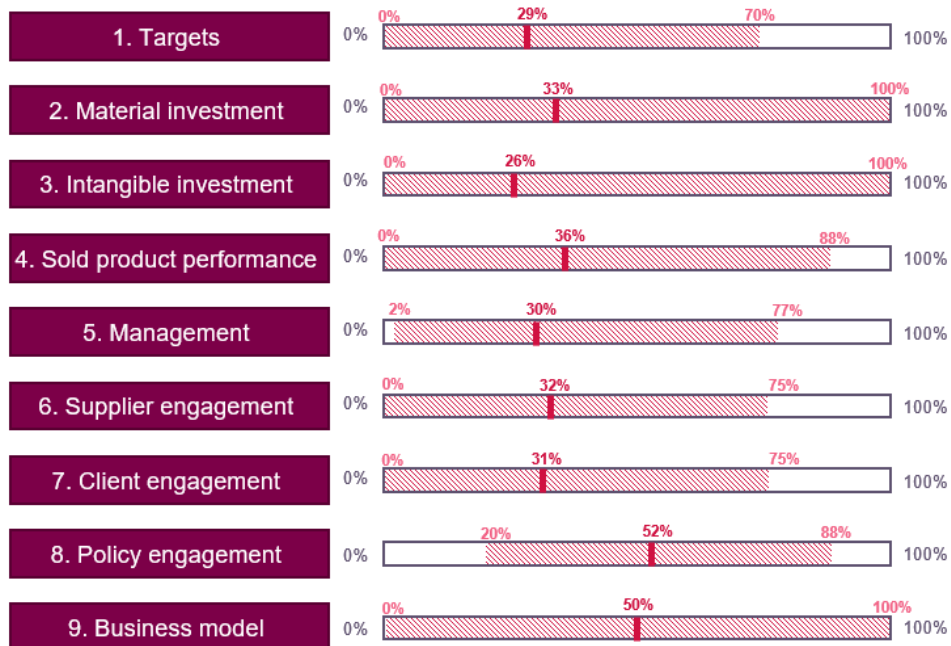 0% 29% 70%
1. Targets 0% 100%
0% 33% 100%
2. Material investment 0% 100%
0% 26% 100%
3. Intangible investment 0% 100%
0% 36% 88%
4. Sold product performance 0% 100%
2% 30% 77%
5. Management 0% 100%
0% 32% 75%
6. Supplier engagement 0% 100%
0% 31% 75%
7. Client engagement 0% 100%
20% 52% 88%
8. Policy engagement 0% 100%
0% 50% 100%
9. Business model 0% 100%